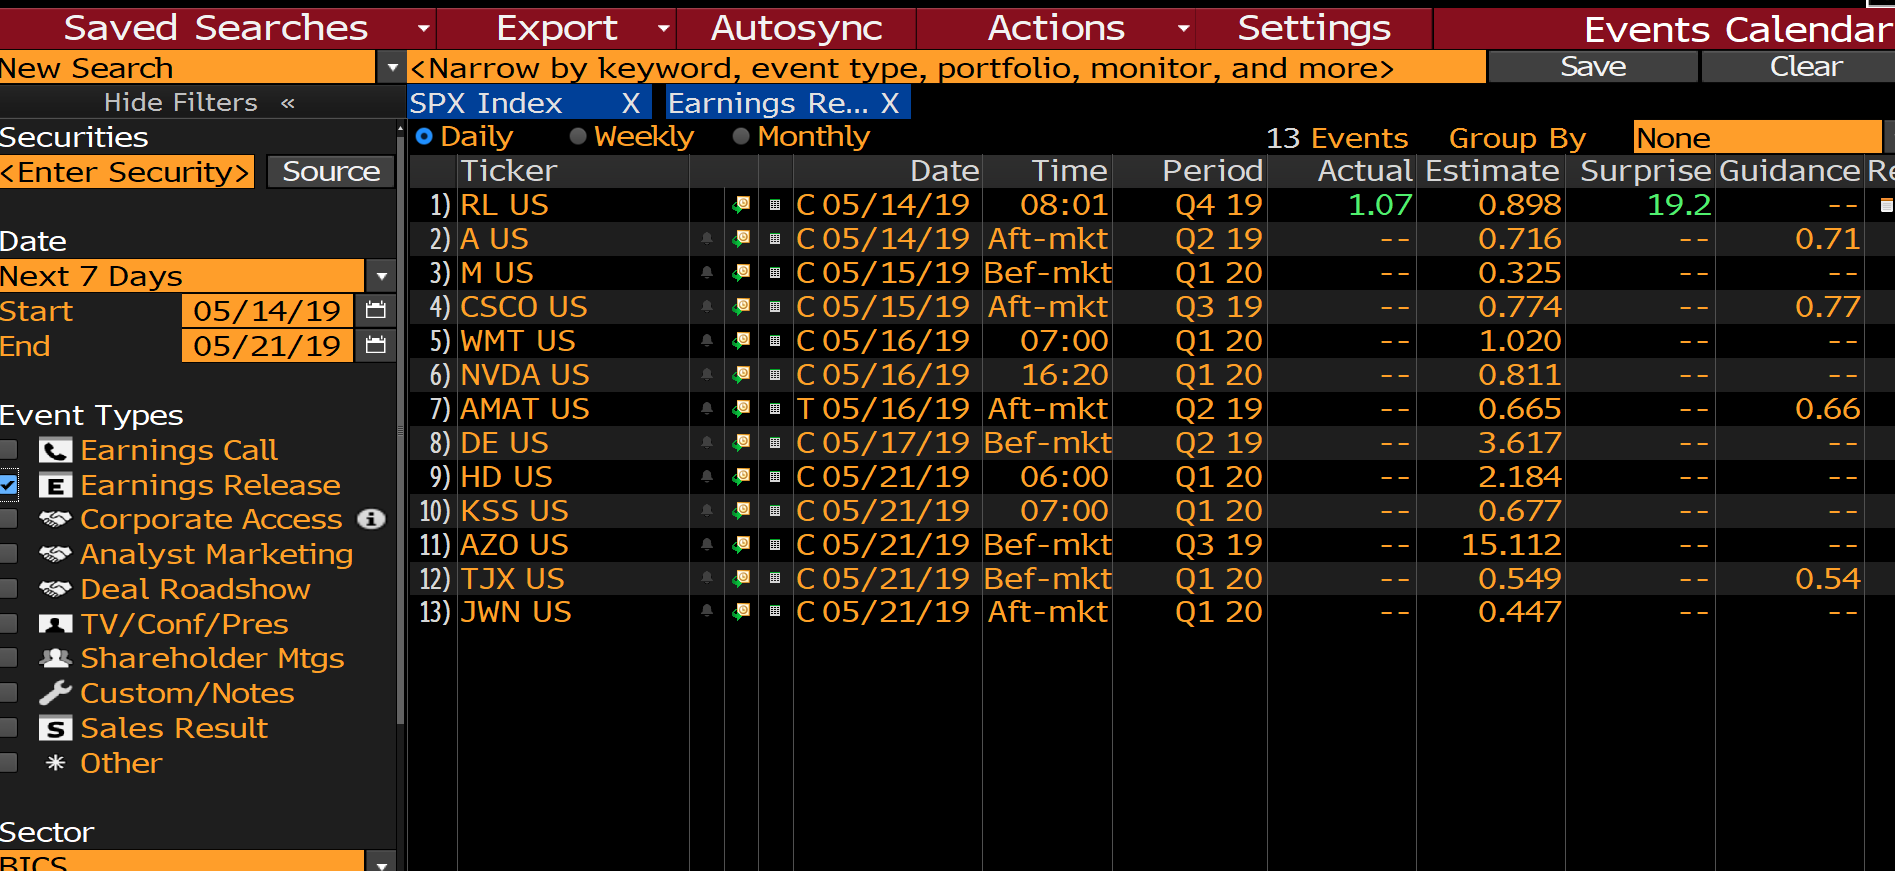 Saved Searches Export Autosync Actions Settings Events Calendar
New Search <Narrow by keyword, event type, portfolio, monitor, and more> Save Clear
Hide Filters « SPX Index X Earnings Re... X
Securities Daily Weekly Monthly 13 Events Group By None
<Enter Security> Source
Ticker Date Time Period Actual Estimate Surprise Guidance Re
1) RL US C 05/14/19 08:01 Q4 19 1.07 0.898 19.2 --
2) A US C 05/14/19 Aft-mkt Q2 19 -- 0.716 -- 0.71
3) M US C 05/15/19 Bef-mkt Q1 20 -- 0.325 -- --
4) CSCO US C 05/15/19 Aft-mkt Q3 19 -- 0.774 -- 0.77
5) WMT US C 05/16/19 07:00 Q1 20 -- 1.020 -- --
6) NVDA US C 05/16/19 16:20 Q1 20 -- 0.811 -- --
7) AMAT US T 05/16/19 Aft-mkt Q2 19 -- 0.665 -- 0.66
8) DE US C 05/17/19 Bef-mkt Q2 19 -- 3.617 -- --
9) HD US C 05/21/19 06:00 Q1 20 -- 2.184 -- --
10) KSS US C 05/21/19 07:00 Q1 20 -- 0.677 -- --
11) AZO US C 05/21/19 Bef-mkt Q3 19 -- 15.112 -- --
12) TJX US C 05/21/19 Bef-mkt Q1 20 -- 0.549 -- 0.54
13) JWN US C 05/21/19 Aft-mkt Q1 20 -- 0.447 -- --
Date
Next 7 Days
Start 05/14/19
End 05/21/19
Event Types
Earnings Call
E Earnings Release
Corporate Access i
Analyst Marketing
Deal Roadshow
TV/Conf/Pres
Shareholder Mtgs
Custom/Notes
S Sales Result
Other
Sector
BICS